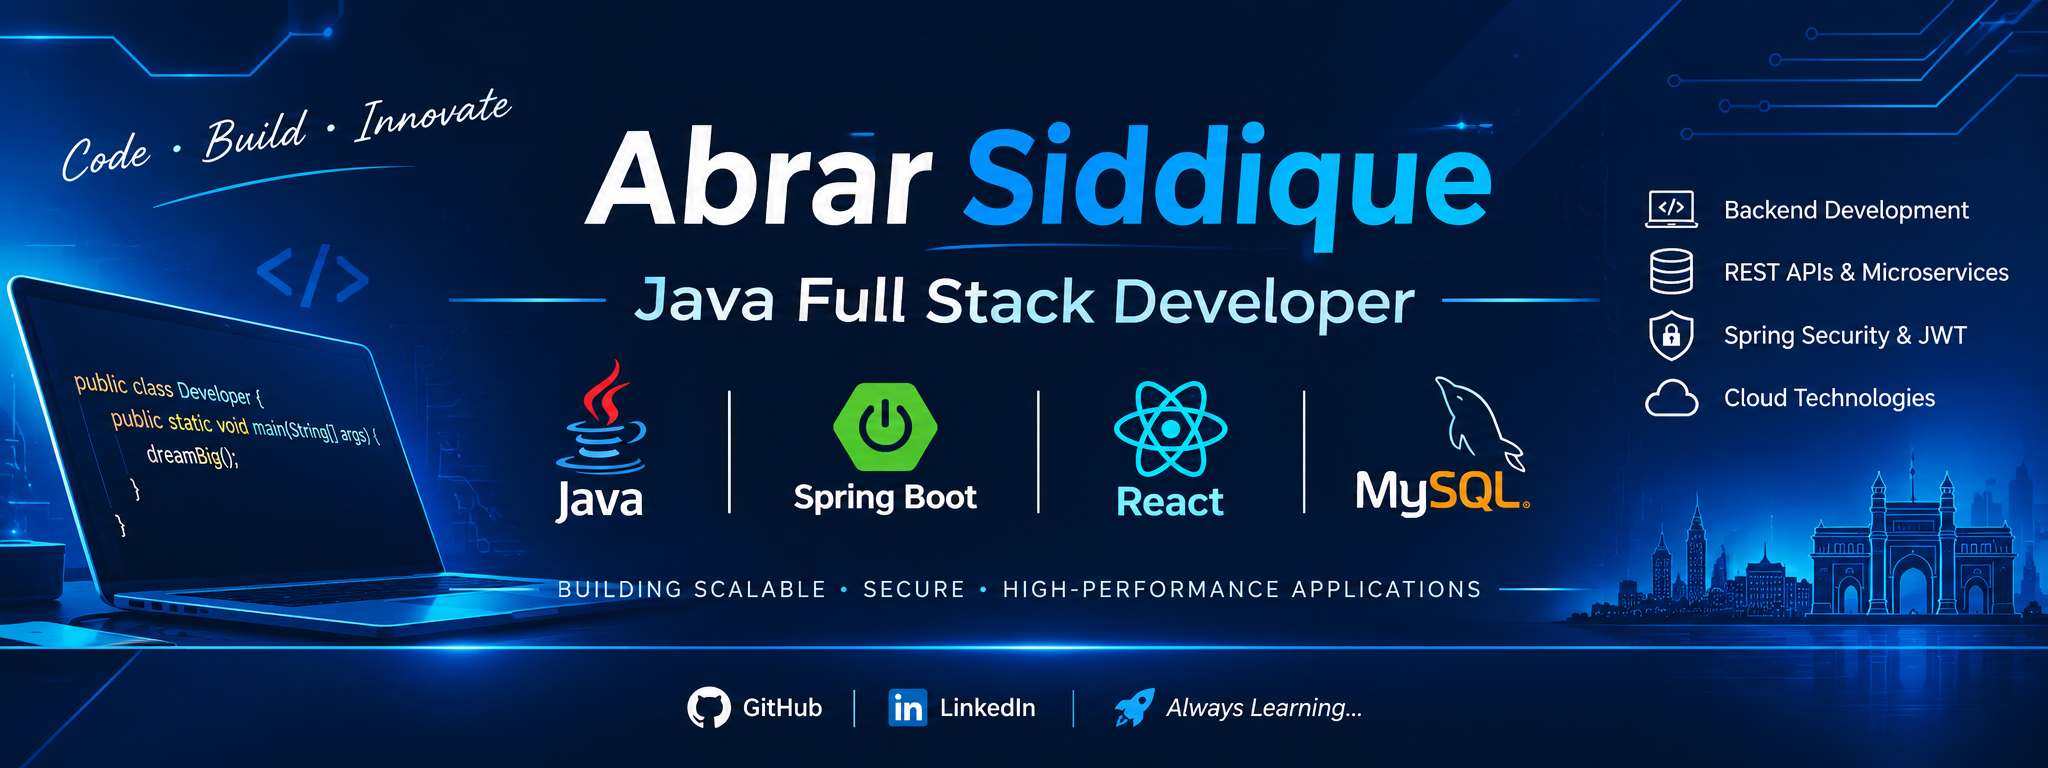 Code • Build • Innovate
Abrar Siddique
Java Full Stack Developer
</>
public class Developer {
public static void main(String[] args) {
dreamBig();
}
}
Java
Spring Boot
React
MySQL®
BUILDING SCALABLE • SECURE • HIGH-PERFORMANCE APPLICATIONS
</>
Backend Development
REST APIs & Microservices
Spring Security & JWT
Cloud Technologies
GitHub
in LinkedIn
Always Learning...